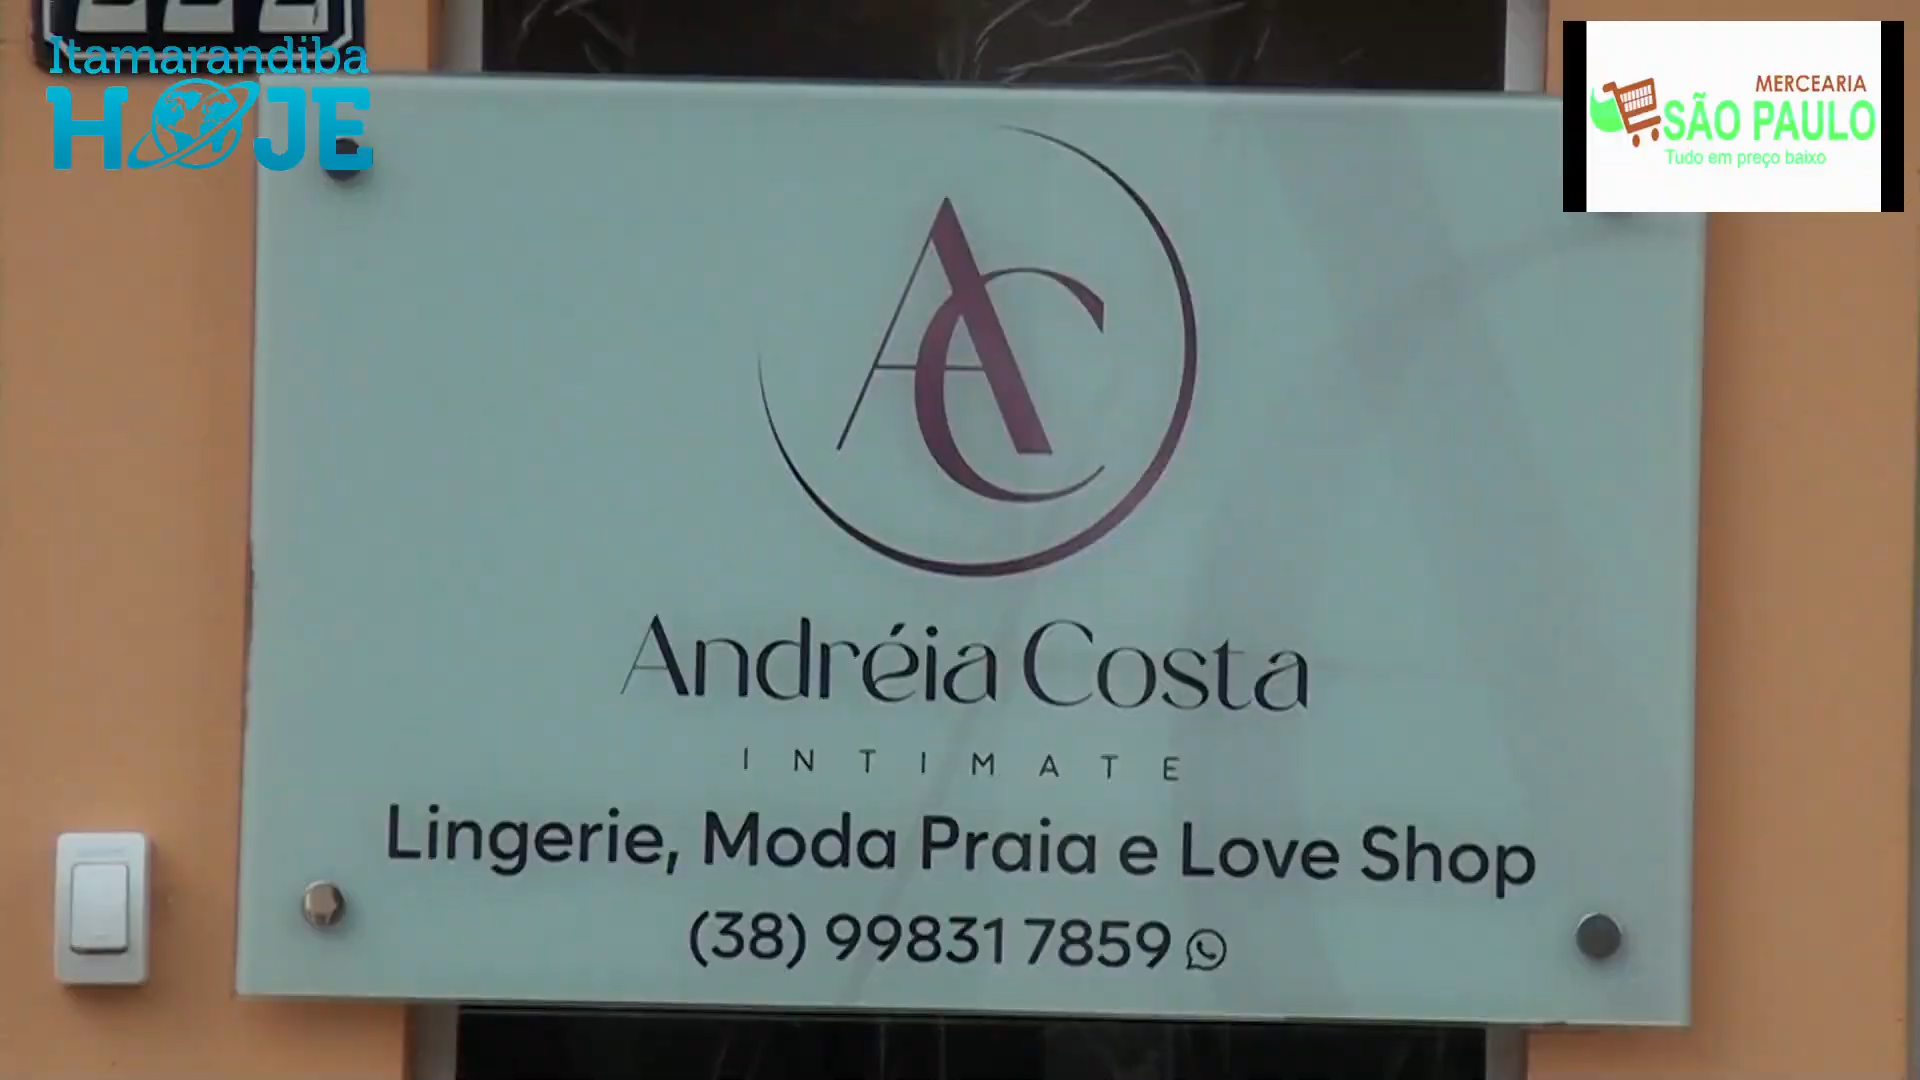 Itamarandiba
HOJE
MERCEARIA
SÃO PAULO
Tudo em preço baixo
AC
Andréia Costa
INTIMATE
Lingerie, Moda Praia e Love Shop
(38) 99831 7859